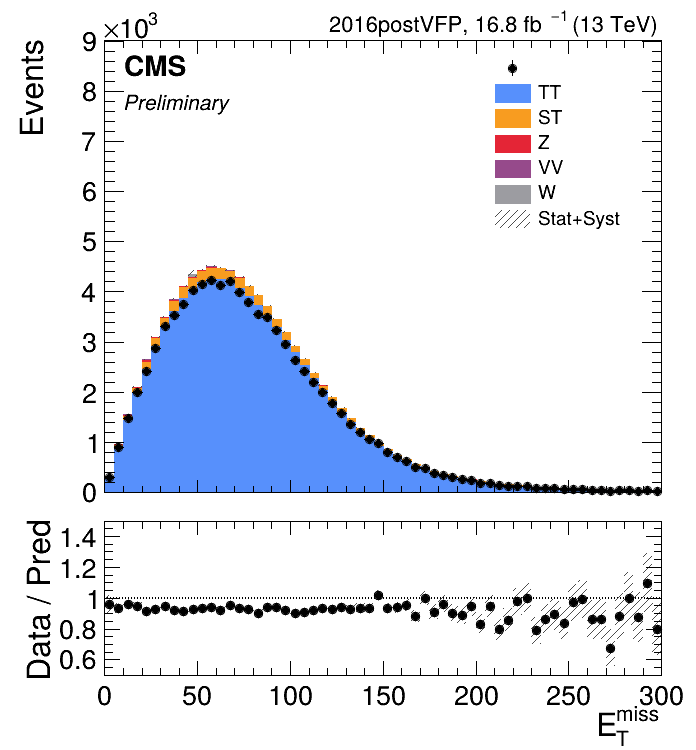 ×10³
2016postVFP, 16.8 fb ⁻¹ (13 TeV)
CMS
Preliminary
Events
9
8
7
6
5
4
3
2
1
0
TT
ST
Z
VV
W
Stat+Syst
Data / Pred
1.4
1.2
1
0.8
0.6
0 50 100 150 200 250 300
E_T^miss